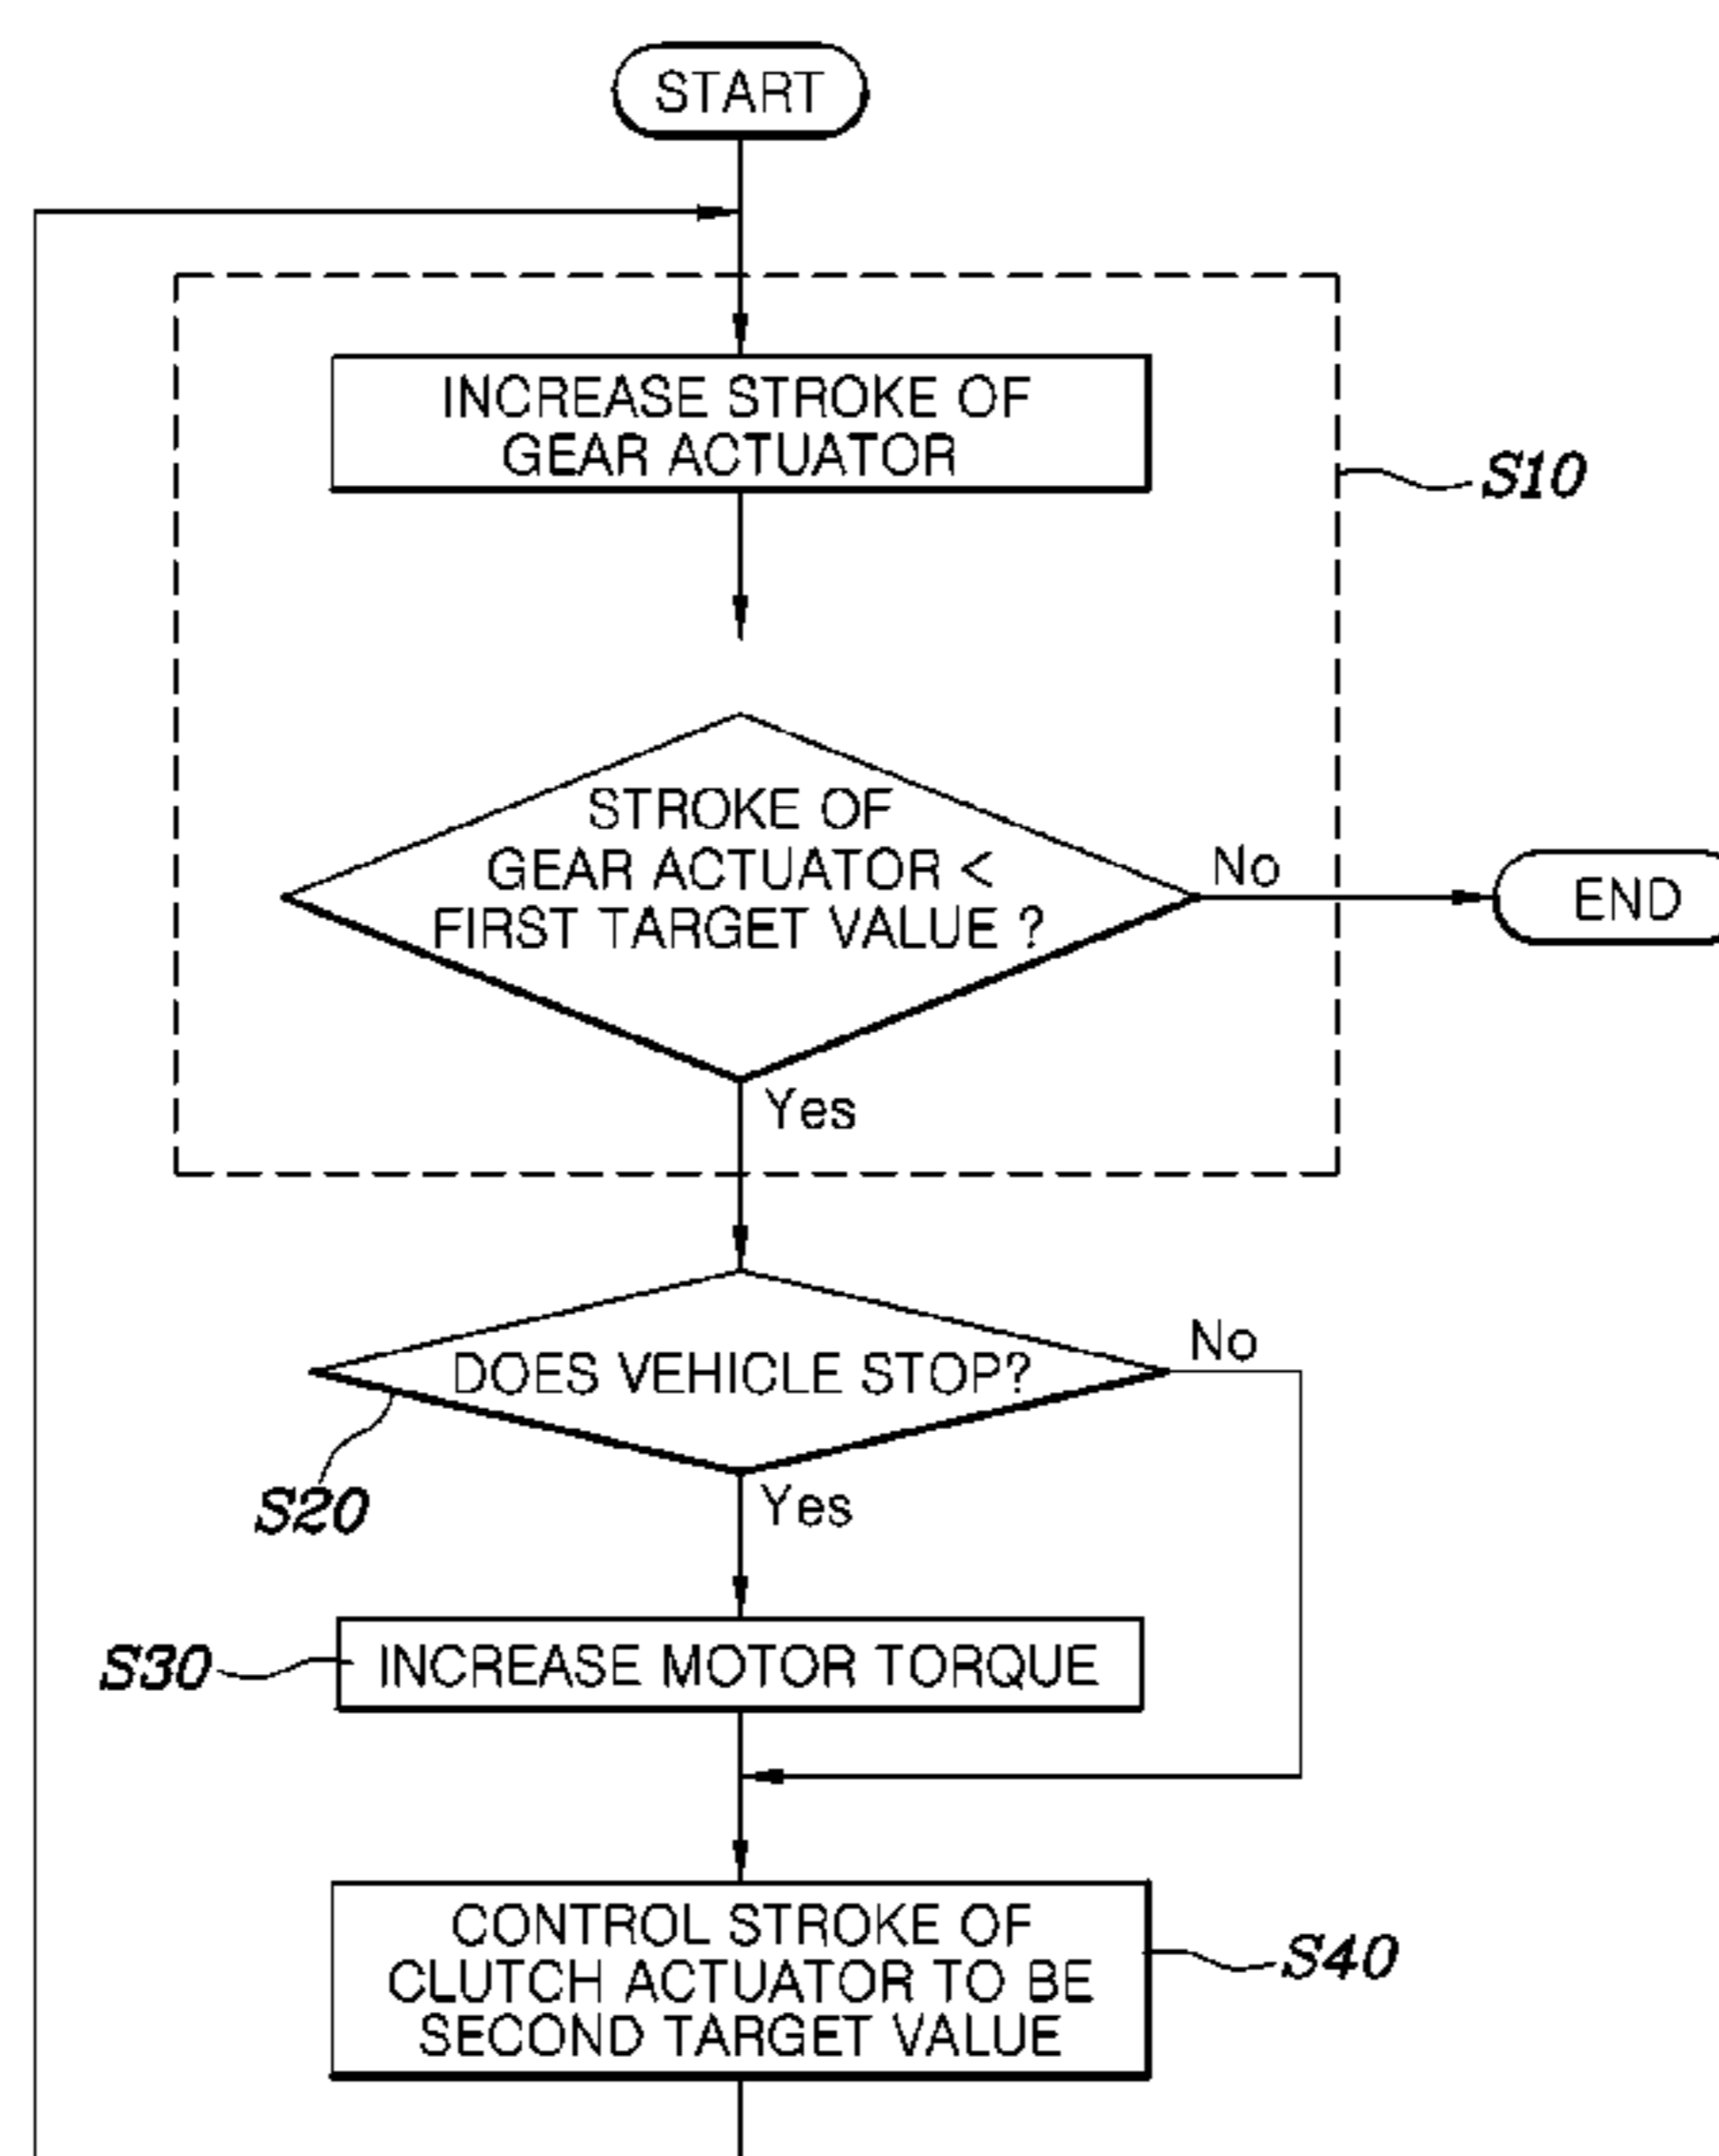 START
INCREASE STROKE OF
GEAR ACTUATOR
S10
STROKE OF
GEAR ACTUATOR <
FIRST TARGET VALUE ?
No
END
Yes
DOES VEHICLE STOP?
No
S20
Yes
S30
INCREASE MOTOR TORQUE
CONTROL STROKE OF
CLUTCH ACTUATOR TO BE
SECOND TARGET VALUE
S40